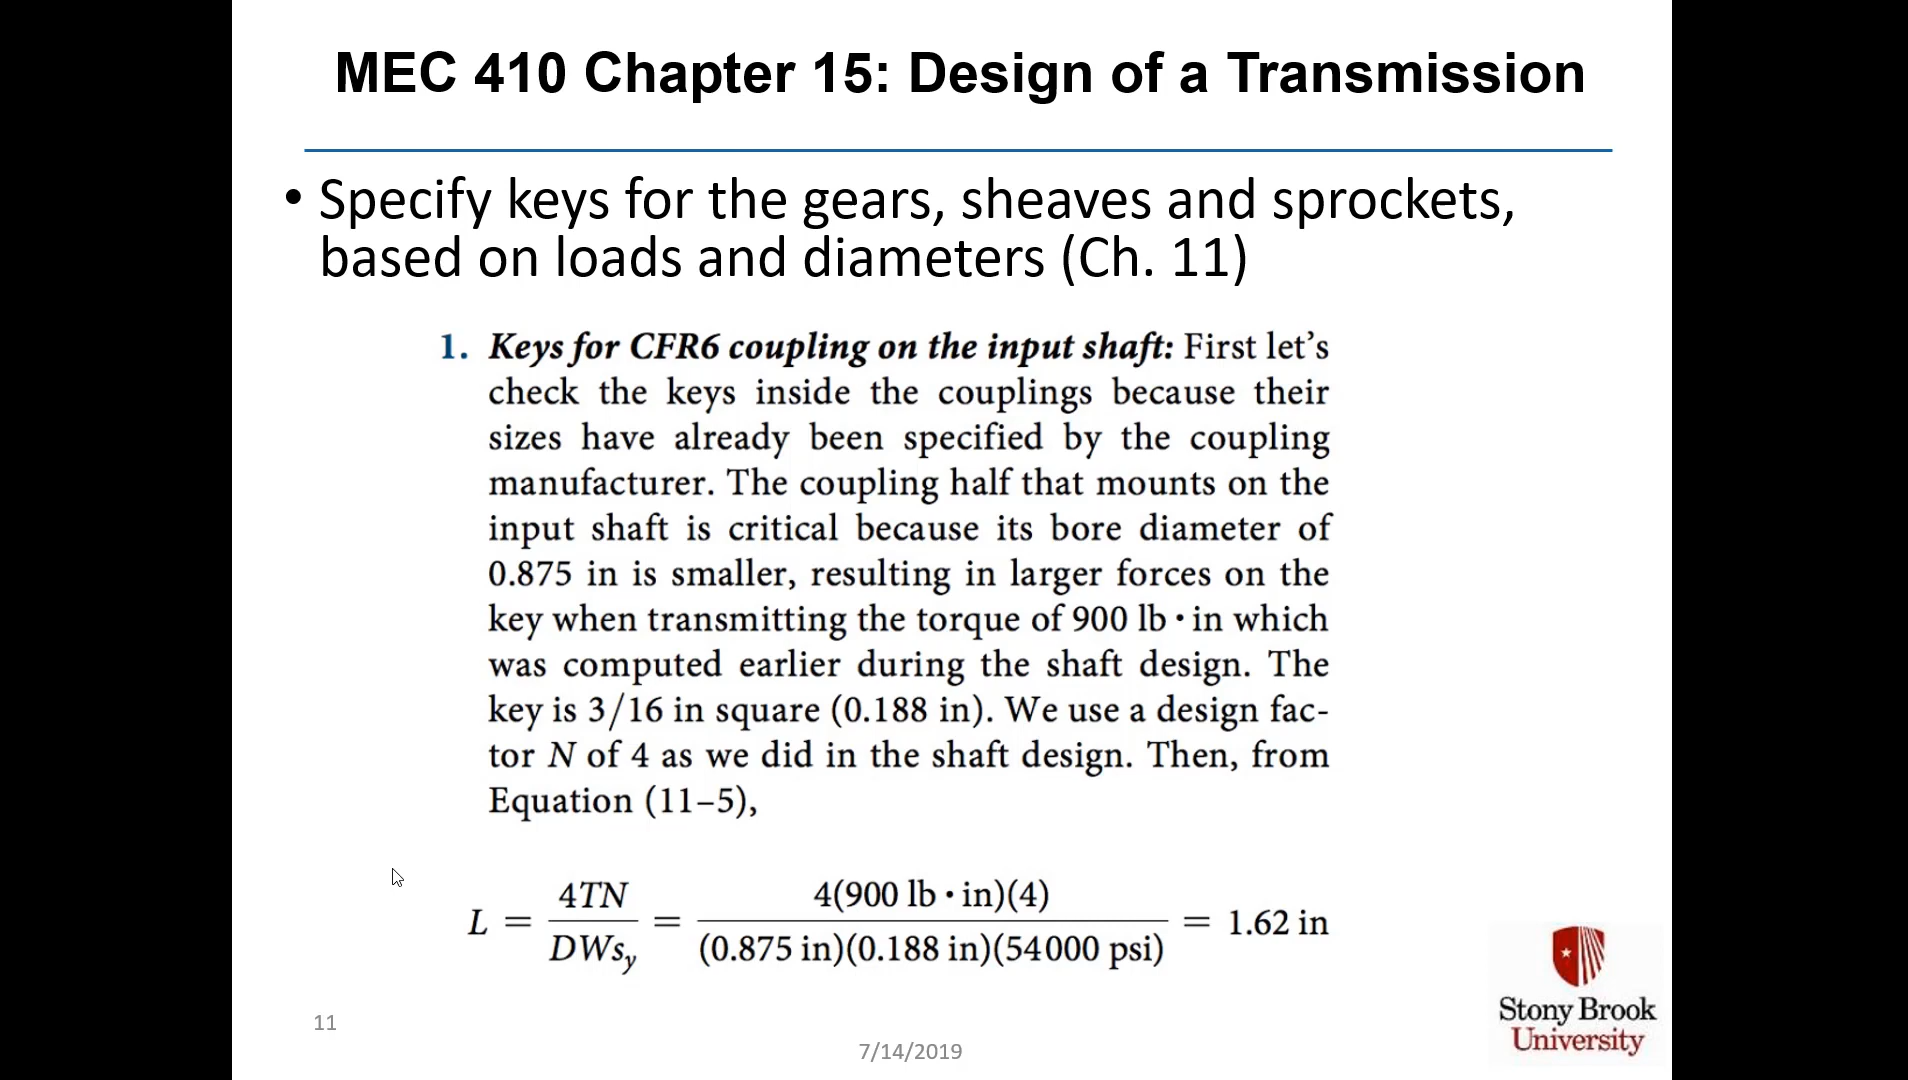 MEC 410 Chapter 15: Design of a Transmission
• Specify keys for the gears, sheaves and sprockets,
based on loads and diameters (Ch. 11)
1. Keys for CFR6 coupling on the input shaft: First let’s
check the keys inside the couplings because their
sizes have already been specified by the coupling
manufacturer. The coupling half that mounts on the
input shaft is critical because its bore diameter of
0.875 in is smaller, resulting in larger forces on the
key when transmitting the torque of 900 lb · in which
was computed earlier during the shaft design. The
key is 3/16 in square (0.188 in). We use a design fac-
tor N of 4 as we did in the shaft design. Then, from
Equation (11–5),
L = 4TN / DWsy = 4(900 lb · in)(4) / (0.875 in)(0.188 in)(54 000 psi) = 1.62 in
11
7/14/2019
Stony Brook
University